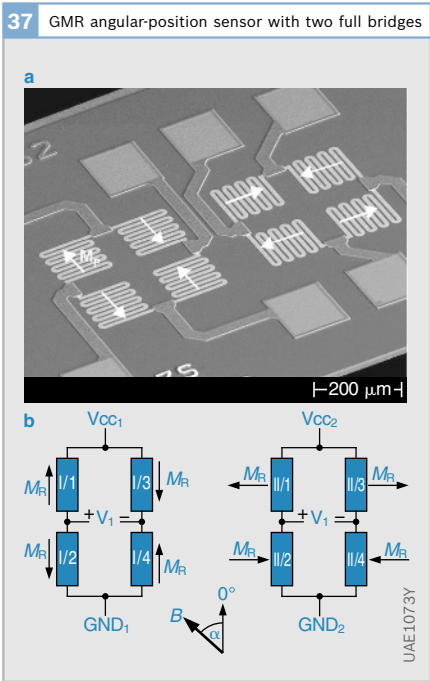 37 GMR angular-position sensor with two full bridges
a
S2
M_R
200 μm
b
Vcc₁ Vcc₂
M_R I/1 I/3 M_R M_R II/1 II/3 M_R
+ V₁ = + V₁ =
M_R I/2 I/4 M_R M_R II/2 II/4 M_R
GND₁ GND₂
0°
B
α
UAE1073Y